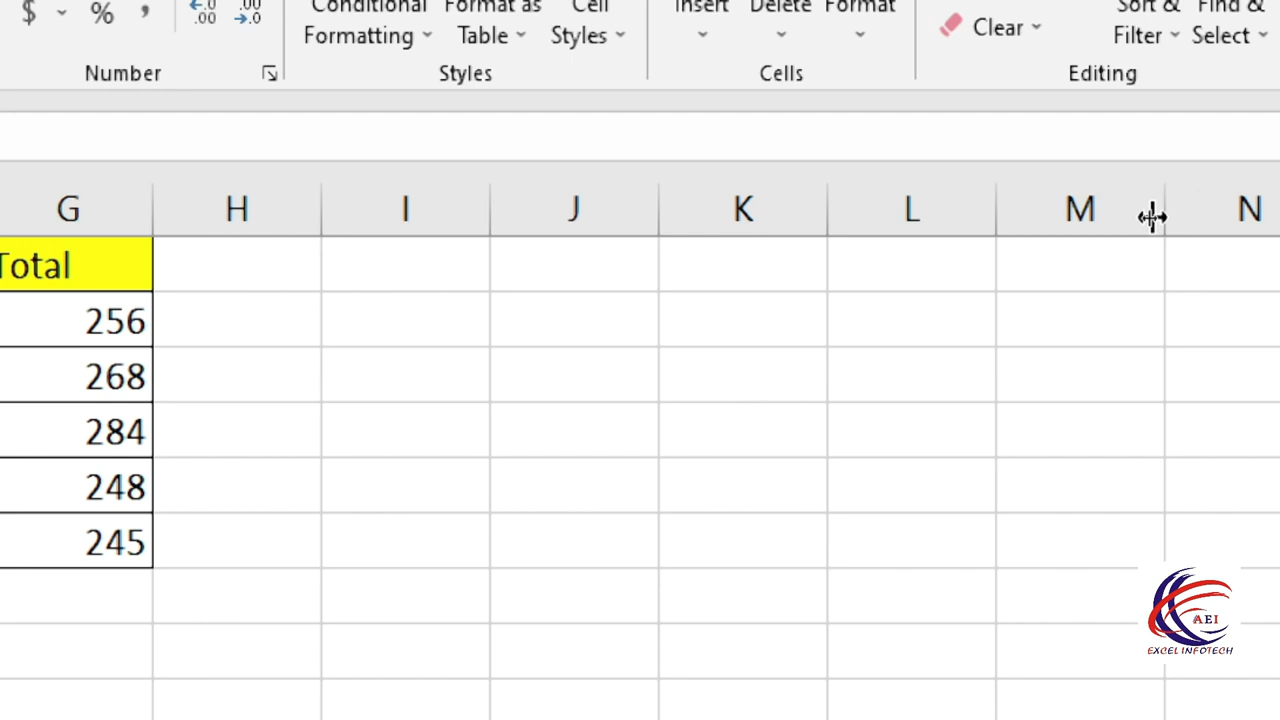 $ % ,
.00 .00
.0
Conditional Format as Cell Insert Delete Format Sort & Find &
Formatting Table Styles Clear Filter Select
Number Styles Cells Editing
G H I J K L M N
Total
256
268
284
248
245
AEI
EXCEL INFOTECH